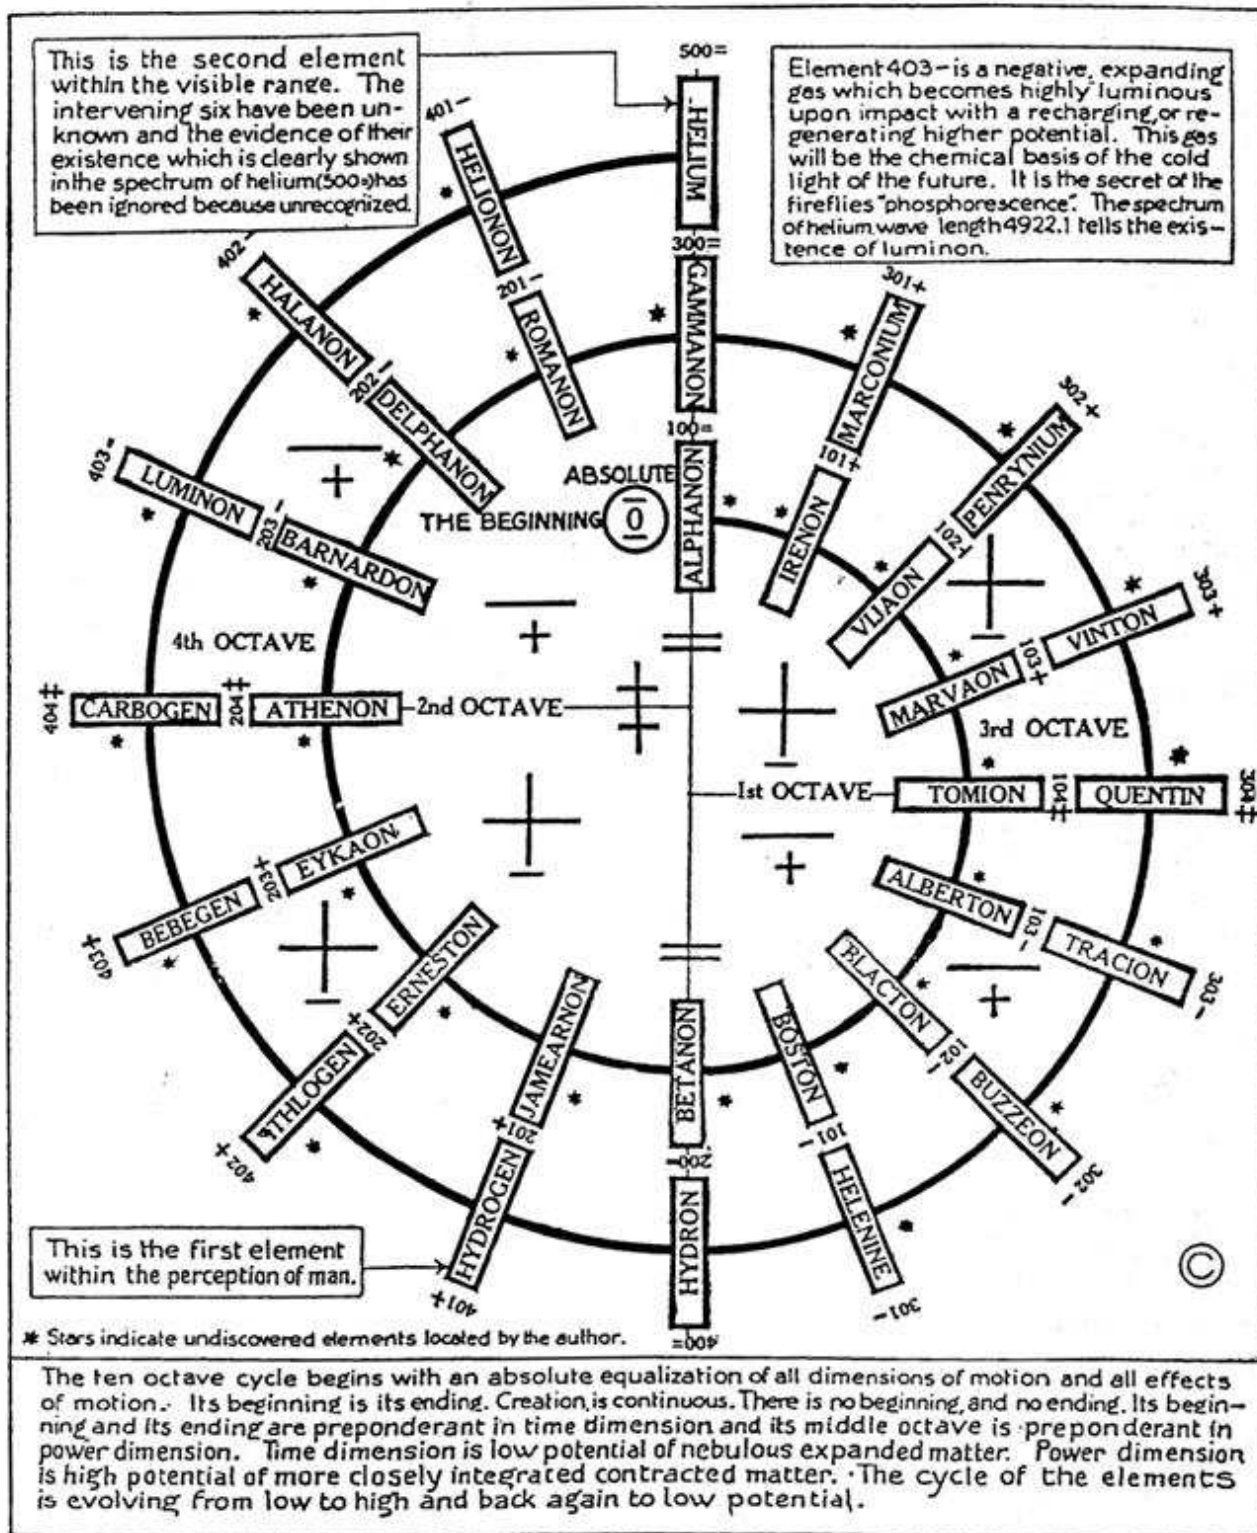 This is the second element
within the visible range. The
intervening six have been un-
known and the evidence of their
existence which is clearly shown
in the spectrum of helium(500=)has
been ignored because unrecognized.
Element 403- is a negative, expanding
gas which becomes highly luminous
upon impact with a recharging, or re-
generating higher potential. This gas
will be the chemical basis of the cold
light of the future. It is the secret of the
fireflies "phosphorescence". The spectrum
of helium wave length 4922.1 tells the exis-
tence of luminon.
500=
HELIUM
401-
HELIONON
402-
HALANON
403-
LUMINON
300=
GAMMANON
301+
MARCONIUM
302+
PENRYNIUM
303+
VINTON
201-
ROMANON
202-
DELPHANON
203-
BARNARDON
100=
ALPHANON
ABSOLUTE
THE BEGINNING
0
101+
IRENON
102+
VIJAON
103+
MARVAON
4th OCTAVE
404‡
CARBOGEN
204‡
ATHENON
2nd OCTAVE
3rd OCTAVE
1st OCTAVE
TOMION
104‡
QUENTIN
304‡
EYKAON
203+
BEBEGEN
403+
ERNESTON
202+
ATHLOGEN
402+
JAMEARNON
201+
HYDROGEN
401+
BETANON
200=
HYDRON
400=
BOSTON
101-
HELENINE
301-
BLACTON
102-
BUZZEON
302-
ALBERTON
103-
TRACION
303-
This is the first element
within the perception of man.
©
* Stars indicate undiscovered elements located by the author.
The ten octave cycle begins with an absolute equalization of all dimensions of motion and all effects
of motion. Its beginning is its ending. Creation is continuous. There is no beginning, and no ending. Its begin-
ning and its ending are preponderant in time dimension and its middle octave is preponderant in
power dimension. Time dimension is low potential of nebulous expanded matter. Power dimension
is high potential of more closely integrated contracted matter. The cycle of the elements
is evolving from low to high and back again to low potential.